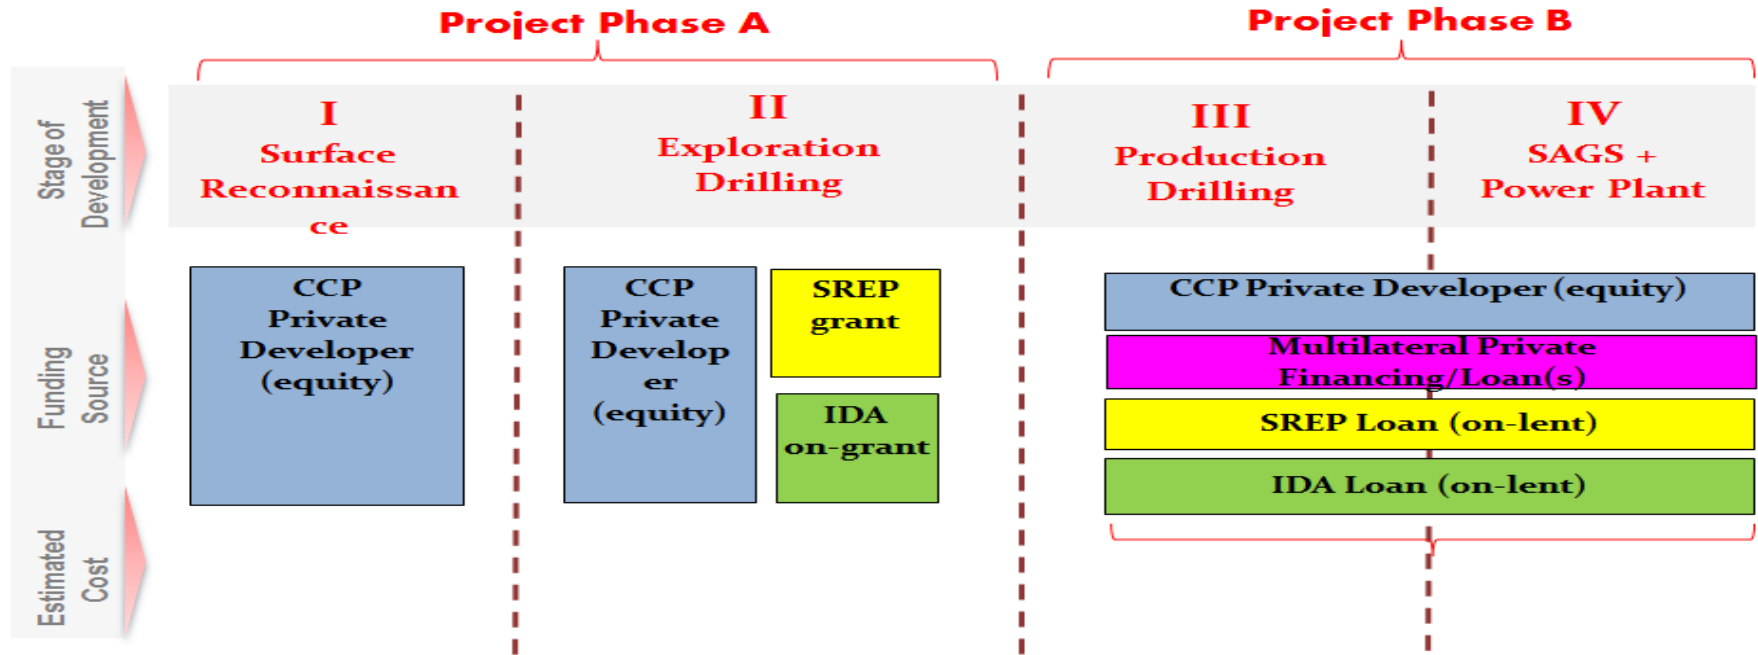 Project Phase A
Project Phase B
Stage of
Development
I
Surface
Reconnaissan
ce
II
Exploration
Drilling
III
Production
Drilling
IV
SAGS +
Power Plant
Funding
Source
CCP
Private
Developer
(equity)
CCP
Private
Develop
er
(equity)
SREP
grant
IDA
on-grant
CCP Private Developer (equity)
Multilateral Private
Financing/Loan(s)
SREP Loan (on-lent)
IDA Loan (on-lent)
Estimated
Cost